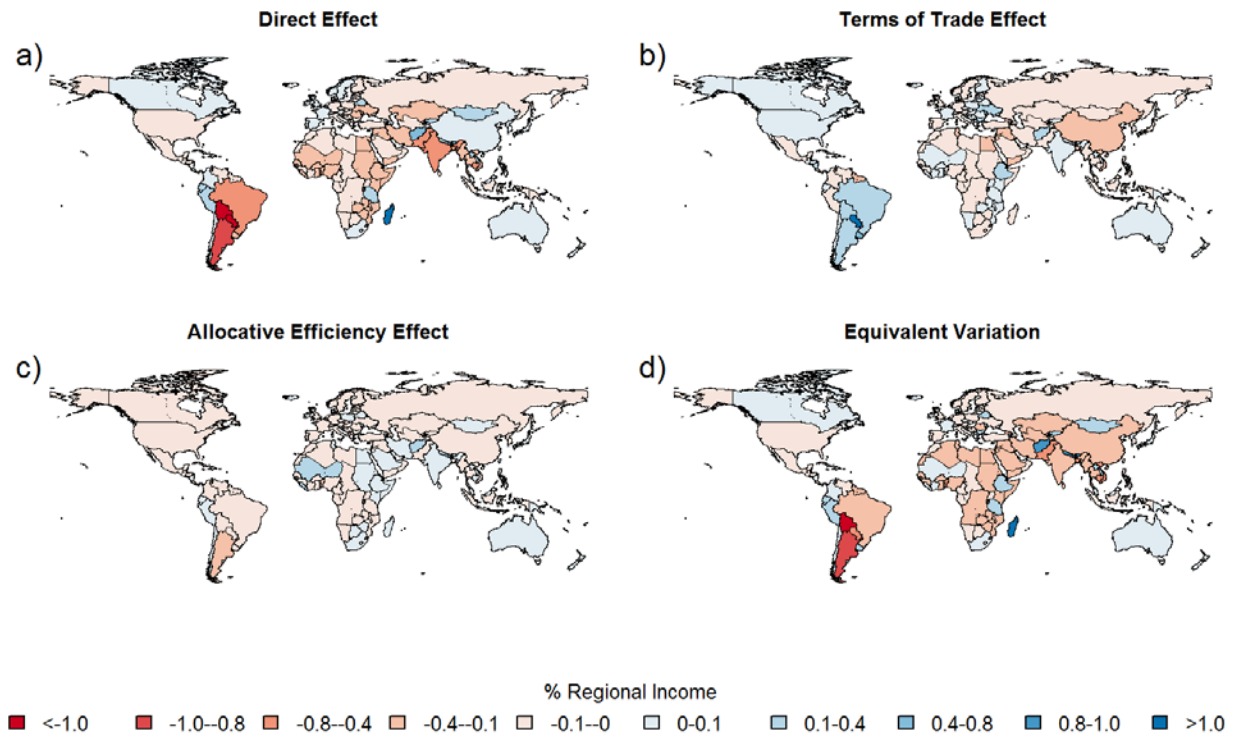 Direct Effect
Terms of Trade Effect
a)
b)
Allocative Efficiency Effect
Equivalent Variation
c)
d)
% Regional Income
<-1.0 -1.0--0.8 -0.8--0.4 -0.4--0.1 -0.1--0 0-0.1 0.1-0.4 0.4-0.8 0.8-1.0 >1.0